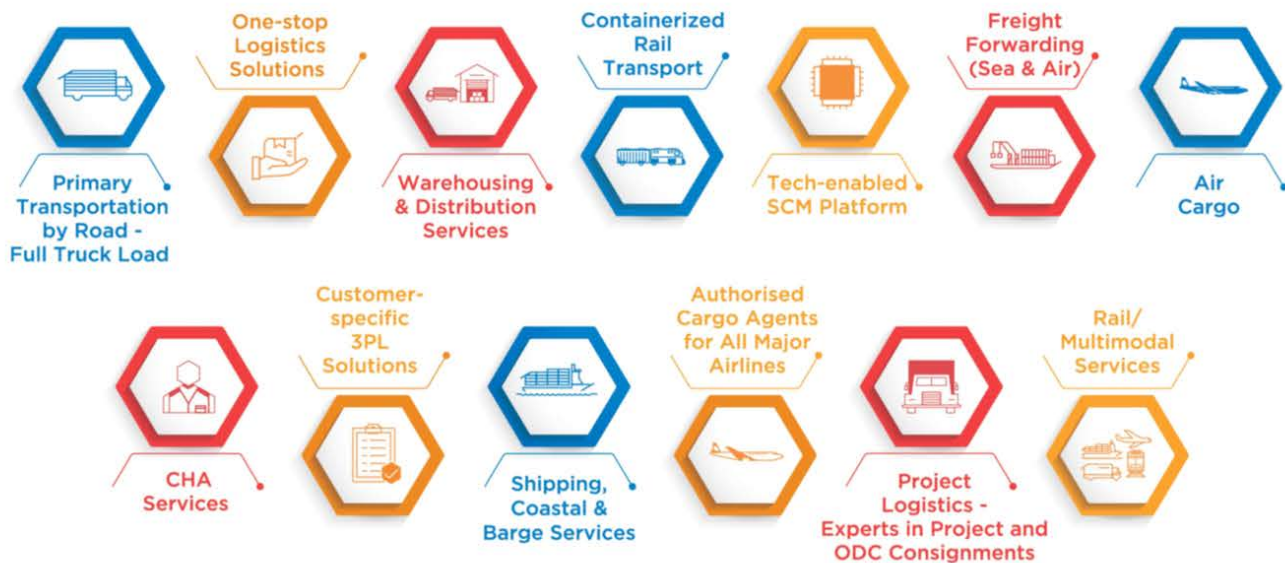 Primary
Transportation
by Road -
Full Truck Load
One-stop
Logistics
Solutions
Warehousing
& Distribution
Services
Containerized
Rail
Transport
Tech-enabled
SCM Platform
Freight
Forwarding
(Sea & Air)
Air
Cargo
CHA
Services
Customer-
specific
3PL
Solutions
Shipping,
Coastal &
Barge Services
Authorised
Cargo Agents
for All Major
Airlines
Project
Logistics -
Experts in Project and
ODC Consignments
Rail/
Multimodal
Services